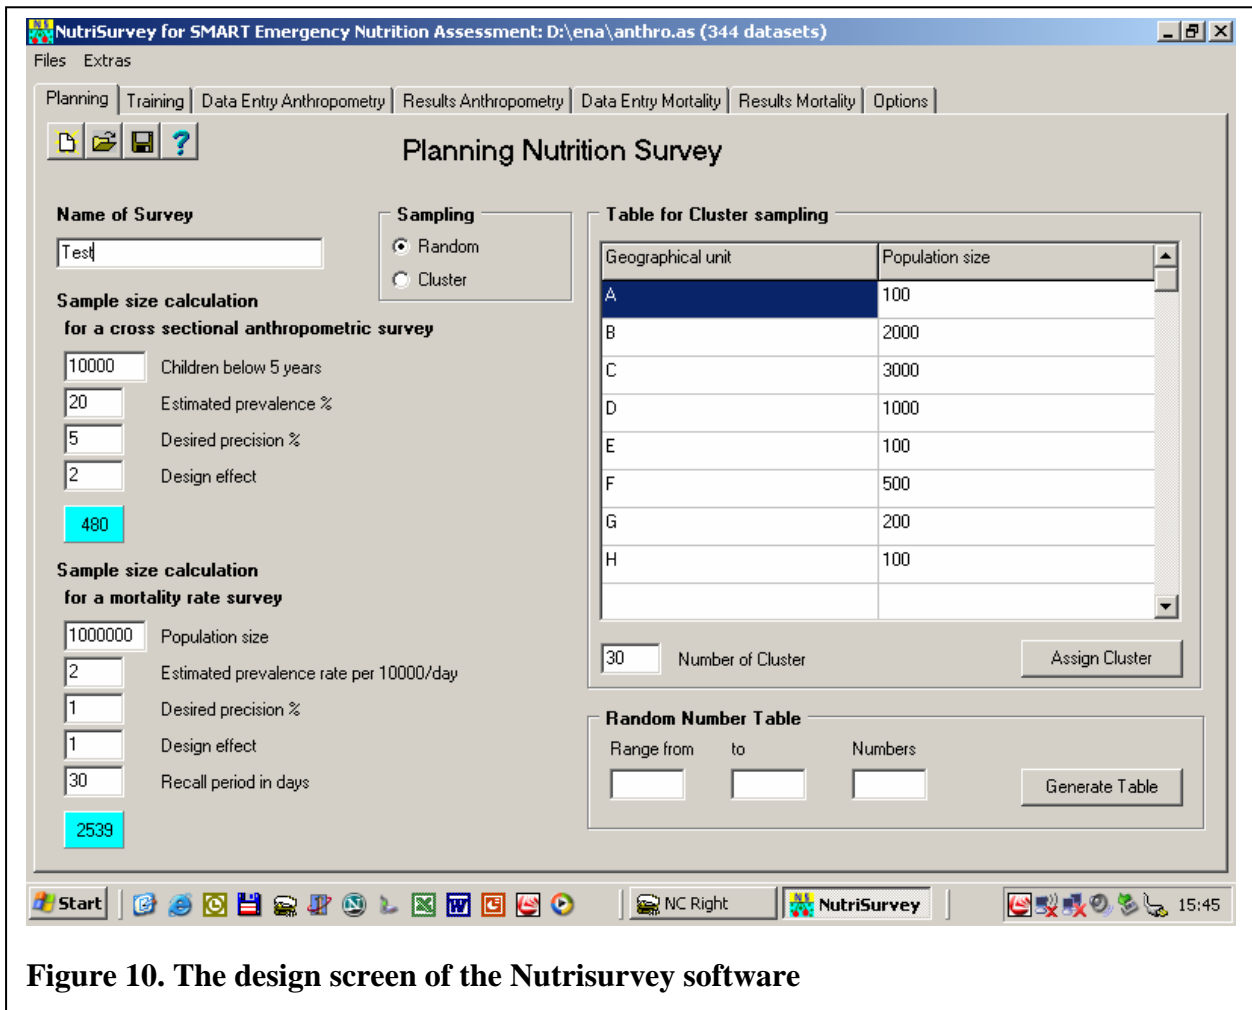 NutriSurvey for SMART Emergency Nutrition Assessment: D:\ena\anthro.as (344 datasets)
Files Extras
Planning Training Data Entry Anthropometry Results Anthropometry Data Entry Mortality Results Mortality Options
Planning Nutrition Survey
Name of Survey
Test
Sampling
Random
Cluster
Sample size calculation
for a cross sectional anthropometric survey
10000 Children below 5 years
20 Estimated prevalence %
5 Desired precision %
2 Design effect
480
Sample size calculation
for a mortality rate survey
1000000 Population size
2 Estimated prevalence rate per 10000/day
1 Desired precision %
1 Design effect
30 Recall period in days
2539
Table for Cluster sampling
Geographical unit Population size
A 100
B 2000
C 3000
D 1000
E 100
F 500
G 200
H 100
30 Number of Cluster Assign Cluster
Random Number Table
Range from to Numbers
Generate Table
Start NC Right NutriSurvey 15:45
Figure 10. The design screen of the Nutrisurvey software